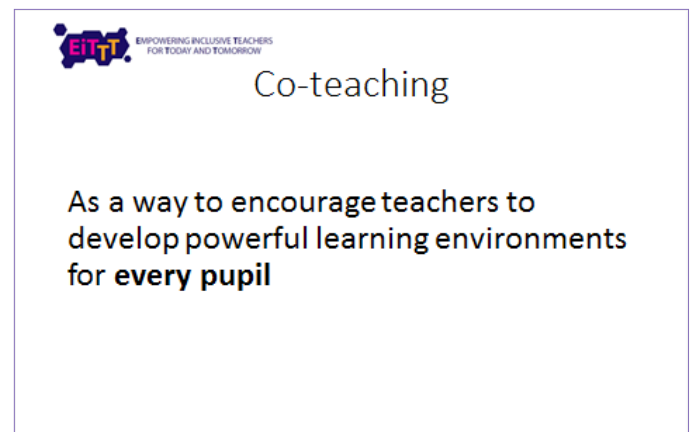 EiTTT
EMPOWERING INCLUSIVE TEACHERS
FOR TODAY AND TOMORROW
Co-teaching
As a way to encourage teachers to
develop powerful learning environments
for every pupil